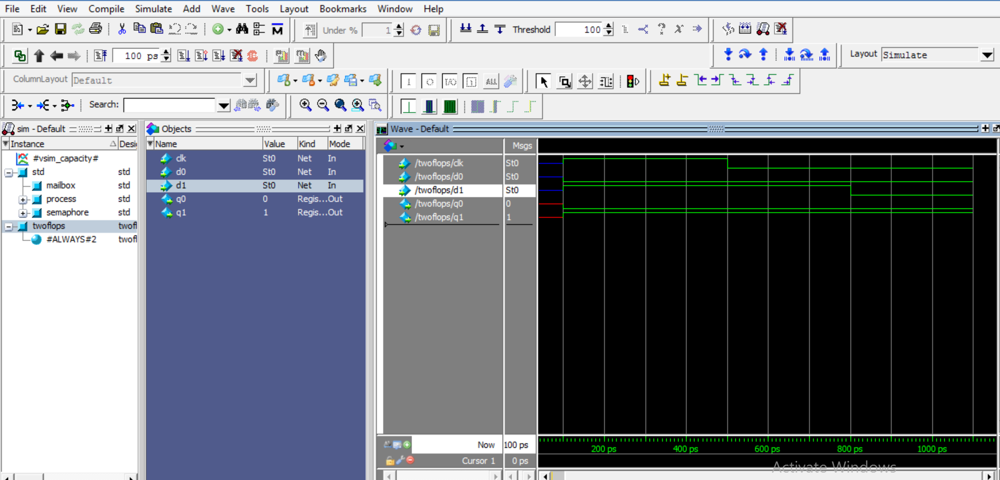 File Edit View Compile Simulate Add Wave Tools Layout Bookmarks Window Help
Under % 1 Threshold 100
100 ps Layout Simulate
ColumnLayout Default I O I/O ALL
Search:
sim - Default
Instance Desi
#vsim_capacity#
std std
mailbox std
process std
semaphore std
twoflops twofl
#ALWAYS#2 twofl
Objects
Name Value Kind Mode
clk St0 Net In
d0 St0 Net In
d1 St0 Net In
q0 0 Regis...Out
q1 1 Regis...Out
Wave - Default
Msgs
/twoflops/clk St0
/twoflops/d0 St0
/twoflops/d1 St0
/twoflops/q0 0
/twoflops/q1 1
Now 100 ps
200 ps 400 ps 600 ps 800 ps 1000 ps
Cursor 1 0 ps
Activate Windows